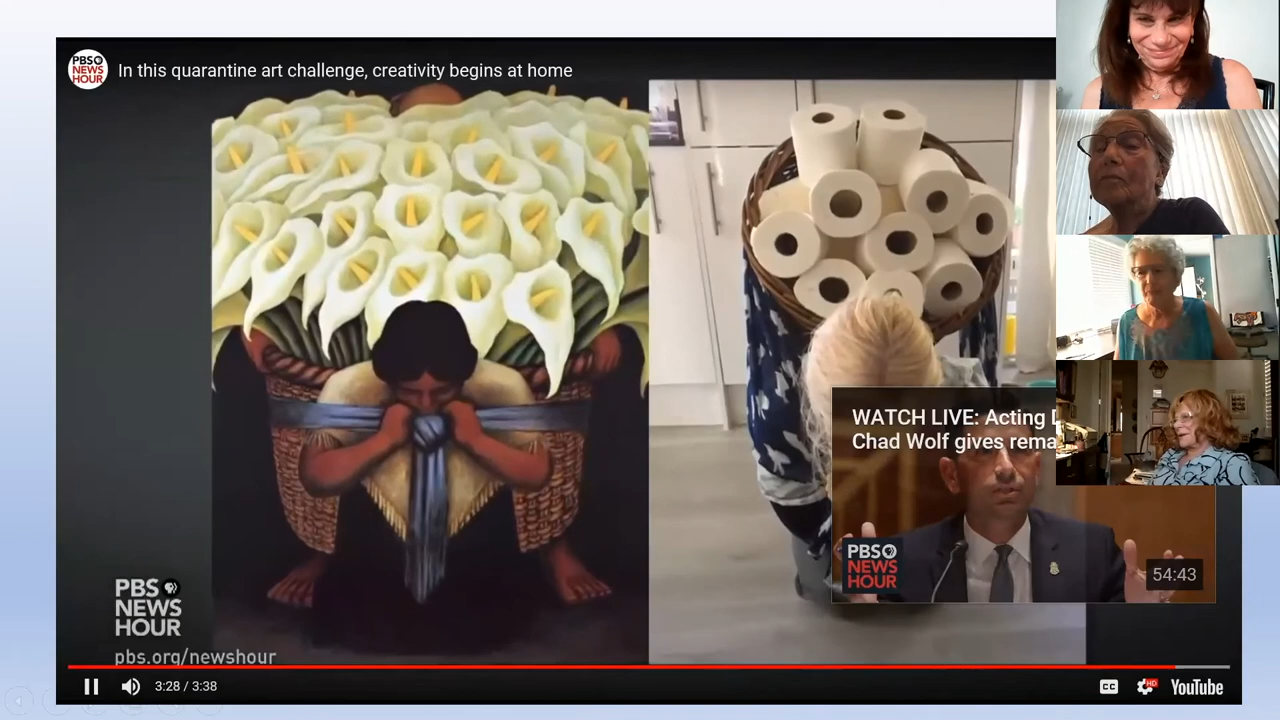 PBS
NEWS
HOUR
In this quarantine art challenge, creativity begins at home
WATCH LIVE: Acting
Chad Wolf gives rema
PBS
NEWS
HOUR
54:43
PBS
NEWS
HOUR
pbs.org/newshour
3:28 / 3:38
CC
HD
YouTube